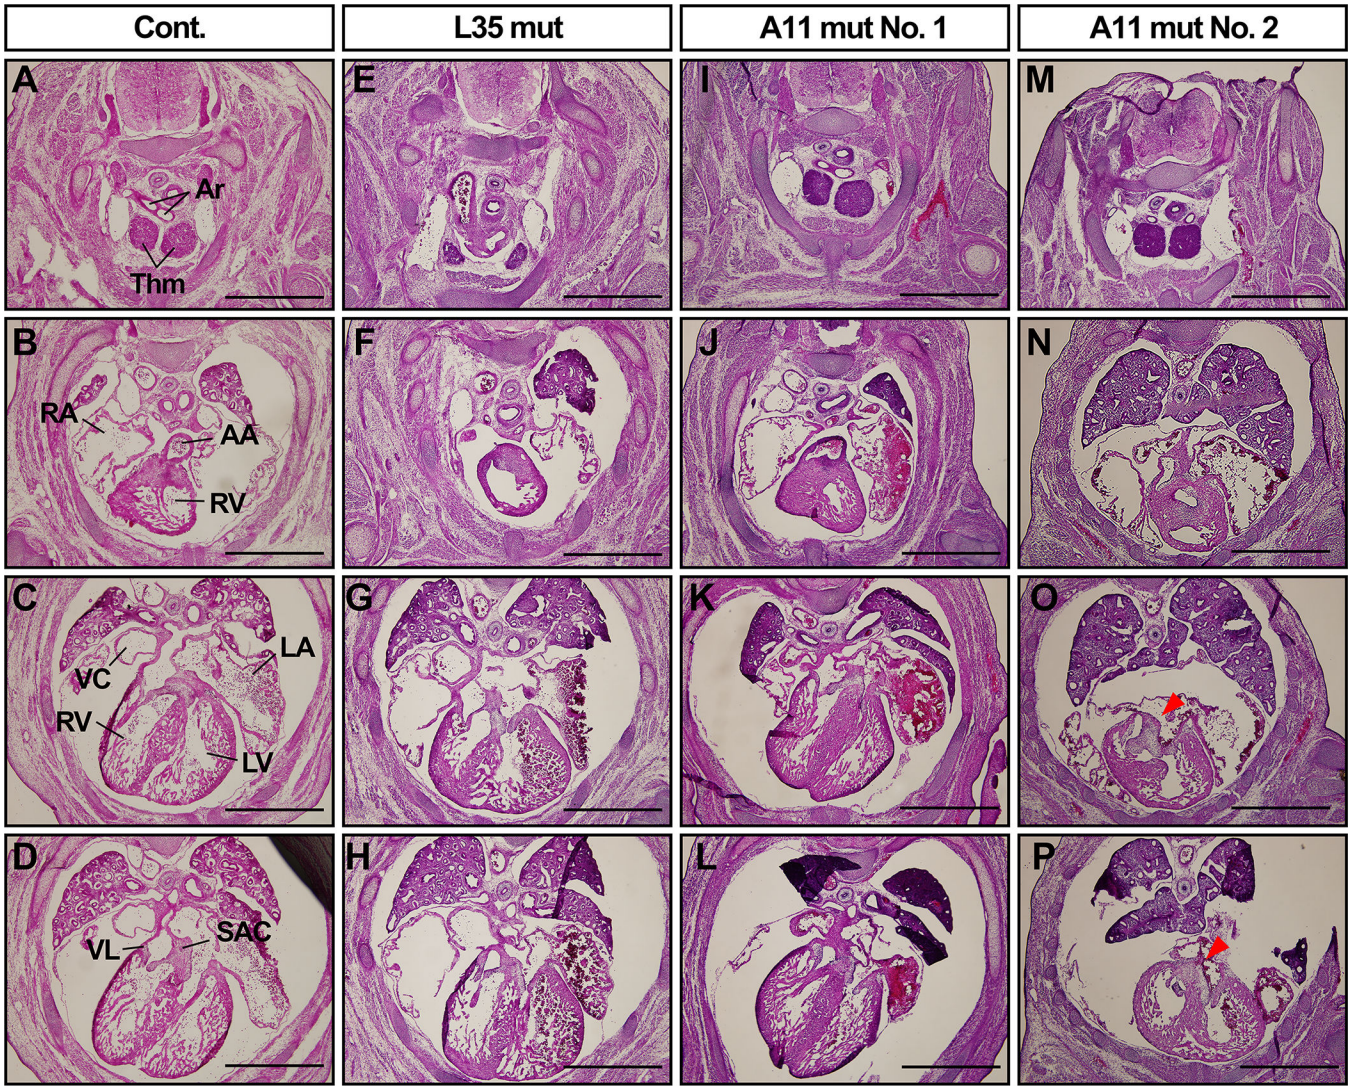 Cont. L35 mut A11 mut No. 1 A11 mut No. 2
A E I M
Ar
Thm
B F J N
RA
AA
RV
C G K O
LA
VC
RV
LV
D H L P
SAC
VL